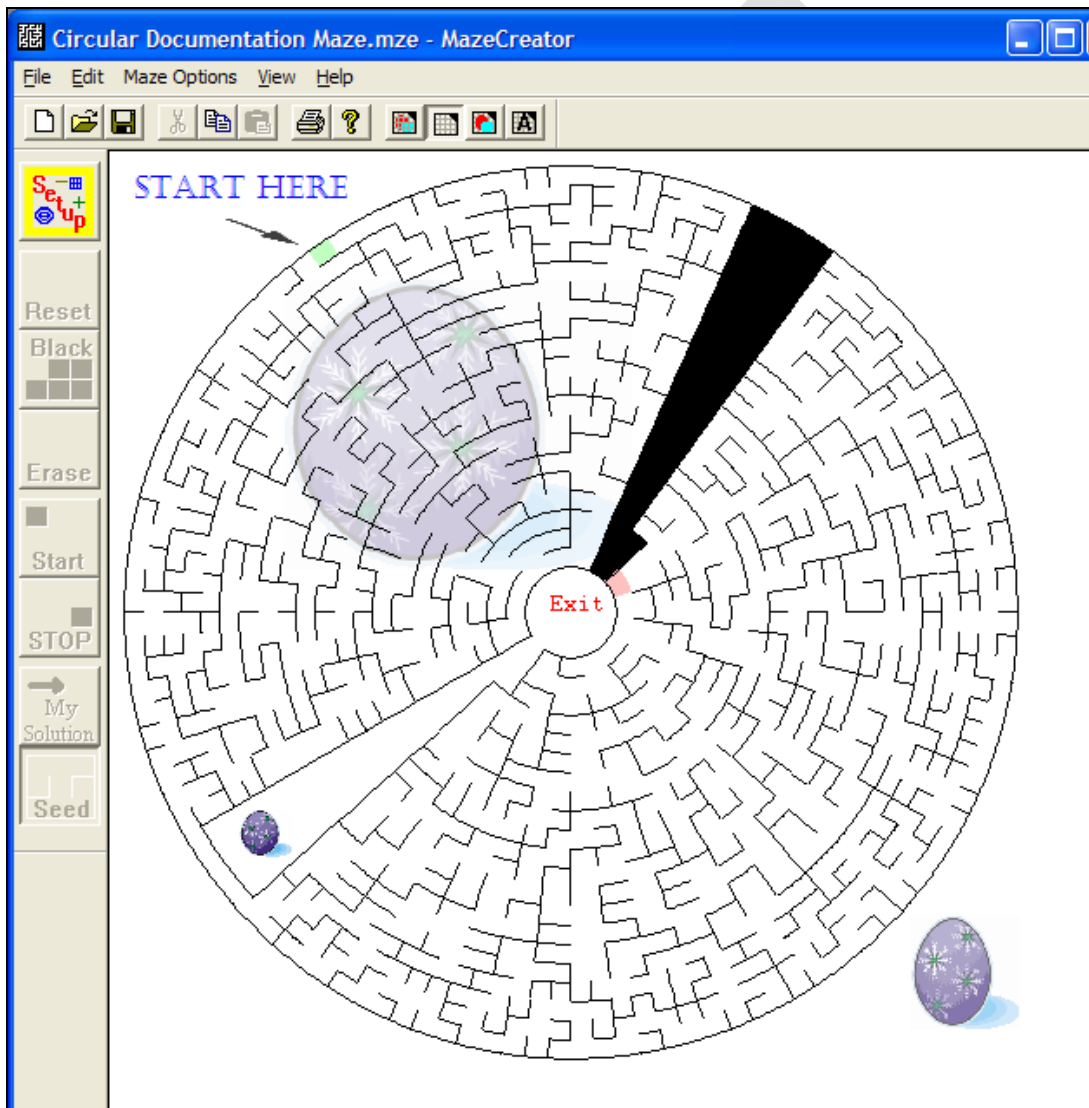 Circular Documentation Maze.mze - MazeCreator
File Edit Maze Options View Help
A
Setup
START HERE
Reset
Black
Erase
Start
Exit
STOP
My
Solution
Seed